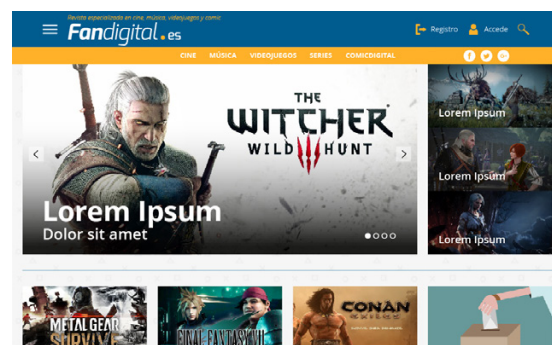 Revista especializada en cine, música, videojuegos y comic
Fandigital.es
Registro
Accede
CINE MÚSICA VIDEOJUEGOS SERIES COMICDIGITAL
THE
WITCHER
WILD HUNT
Lorem Ipsum
Dolor sit amet
Lorem Ipsum
Lorem Ipsum
Lorem Ipsum
METAL GEAR
SURVIVE
FINAL FANTASY VII
CONAN
EXILES